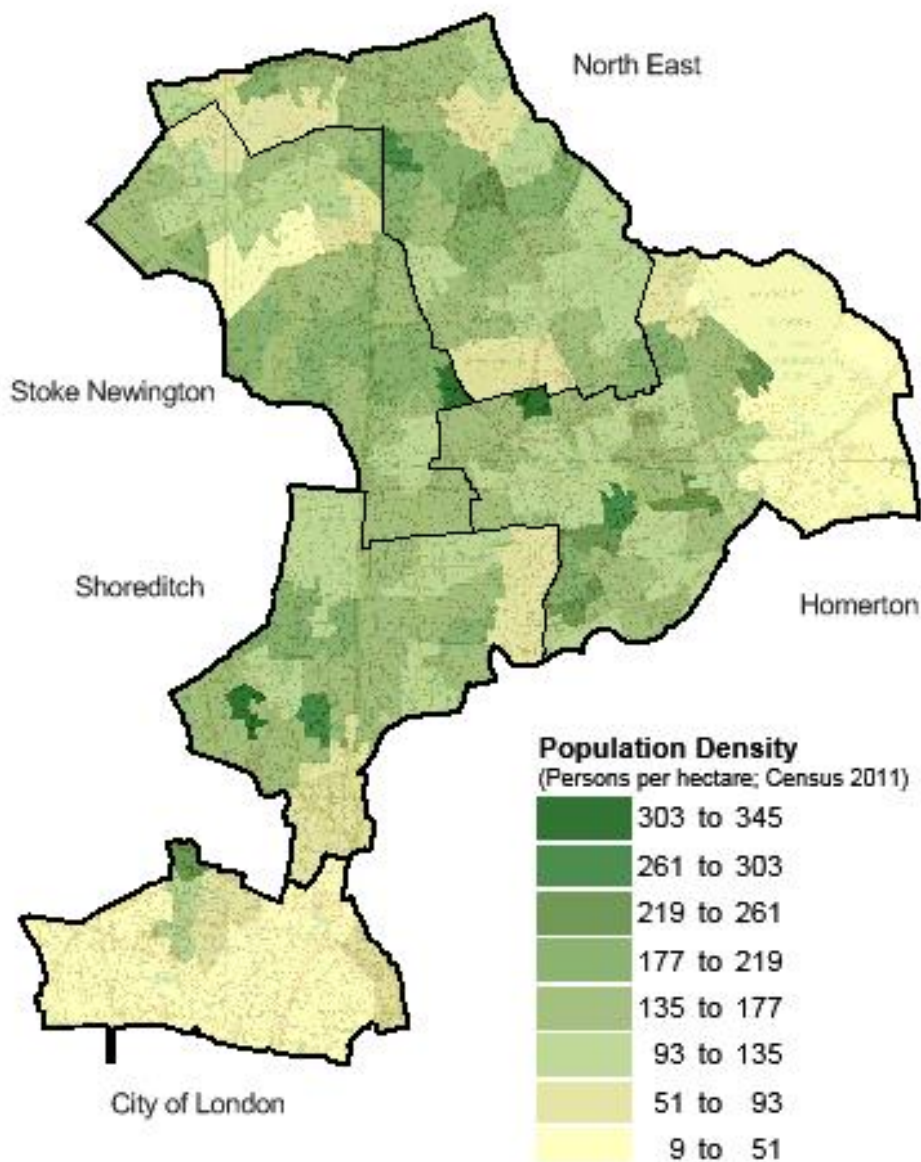 North East
Stoke Newington
Shoreditch
Homerton
Population Density
(Persons per hectare; Census 2011)
303 to 345
261 to 303
219 to 261
177 to 219
135 to 177
93 to 135
51 to 93
9 to 51
City of London